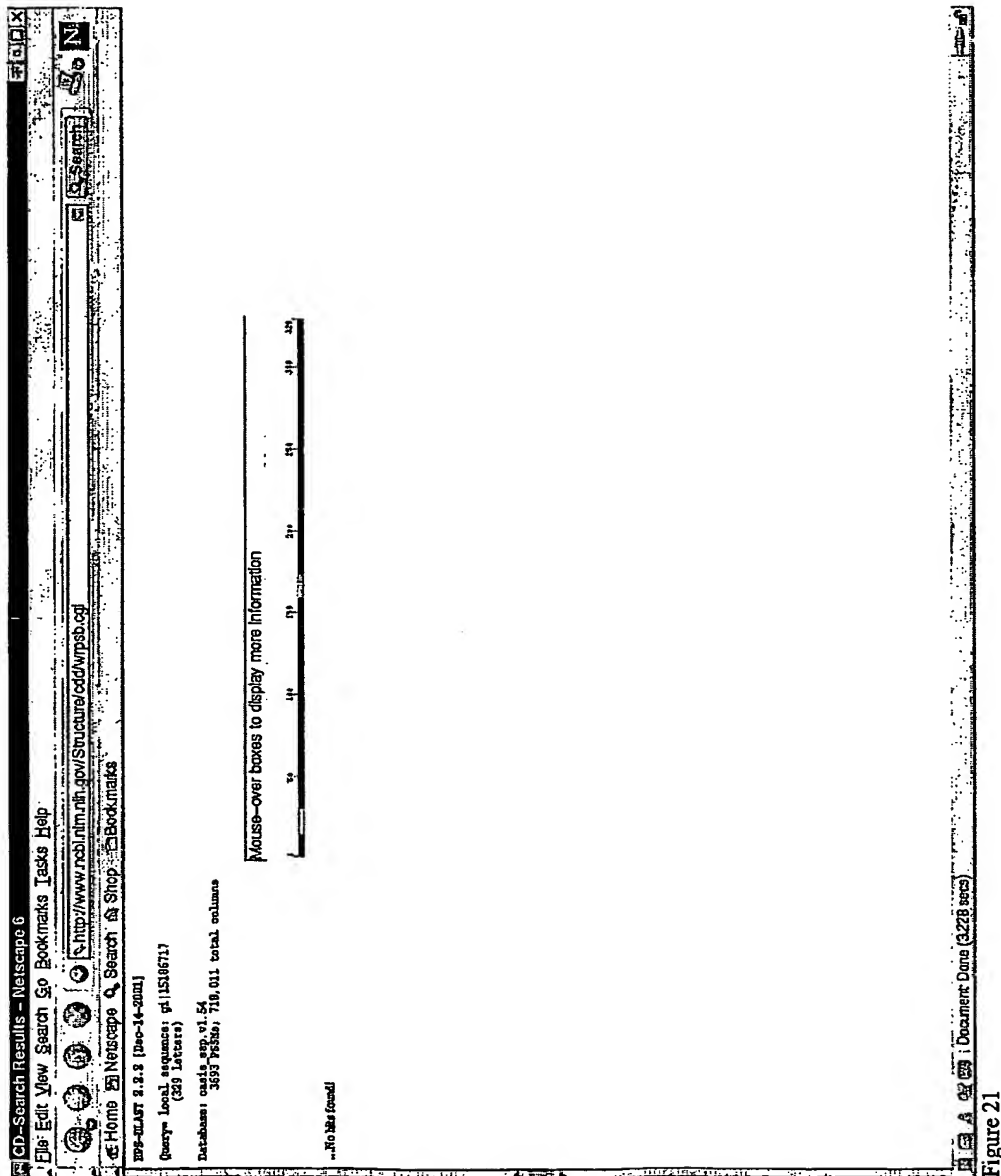 CD-Search Results - Netscape 6
File Edit View Search Go Bookmarks Tasks Help
http://www.ncbi.nlm.nih.gov/Structure/cdd/wrpsb.cgi Search N
Home Netscape Search Shop Bookmarks
RPS-BLAST 2.2.2 [Dec-14-2001]
Query= local sequence: gi|15186717
(329 letters)
Database: oasis_sap.v1.54
3693 PSSMs; 718,011 total columns
Mouse-over boxes to display more information
1 50 100 150 200 250 300 329
...No hits found!
Document: Done (3.228 secs)
Figure 21